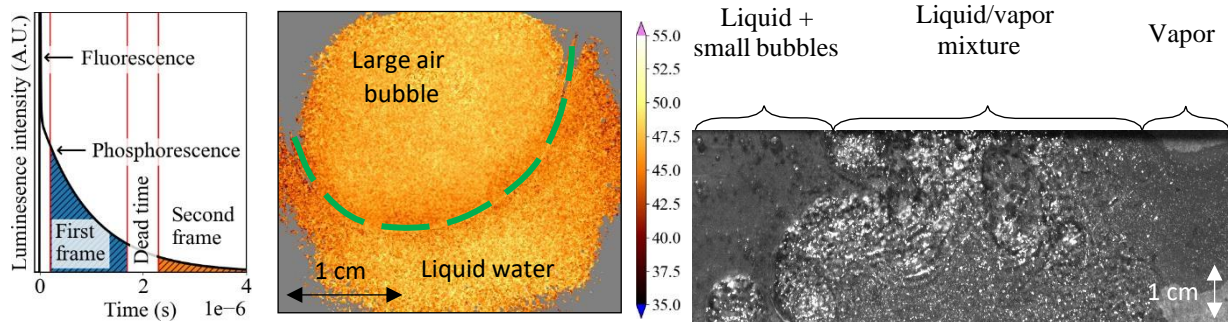 Luminesence intensity (A.U.)
Fluorescence
Phosphorescence
First
frame
Dead time
Second
frame
0
2
4
Time (s)
1e-6
Large air
bubble
Liquid water
1 cm
55.0
52.5
50.0
47.5
45.0
42.5
40.0
37.5
35.0
Liquid +
small bubbles
Liquid/vapor
mixture
Vapor
1 cm